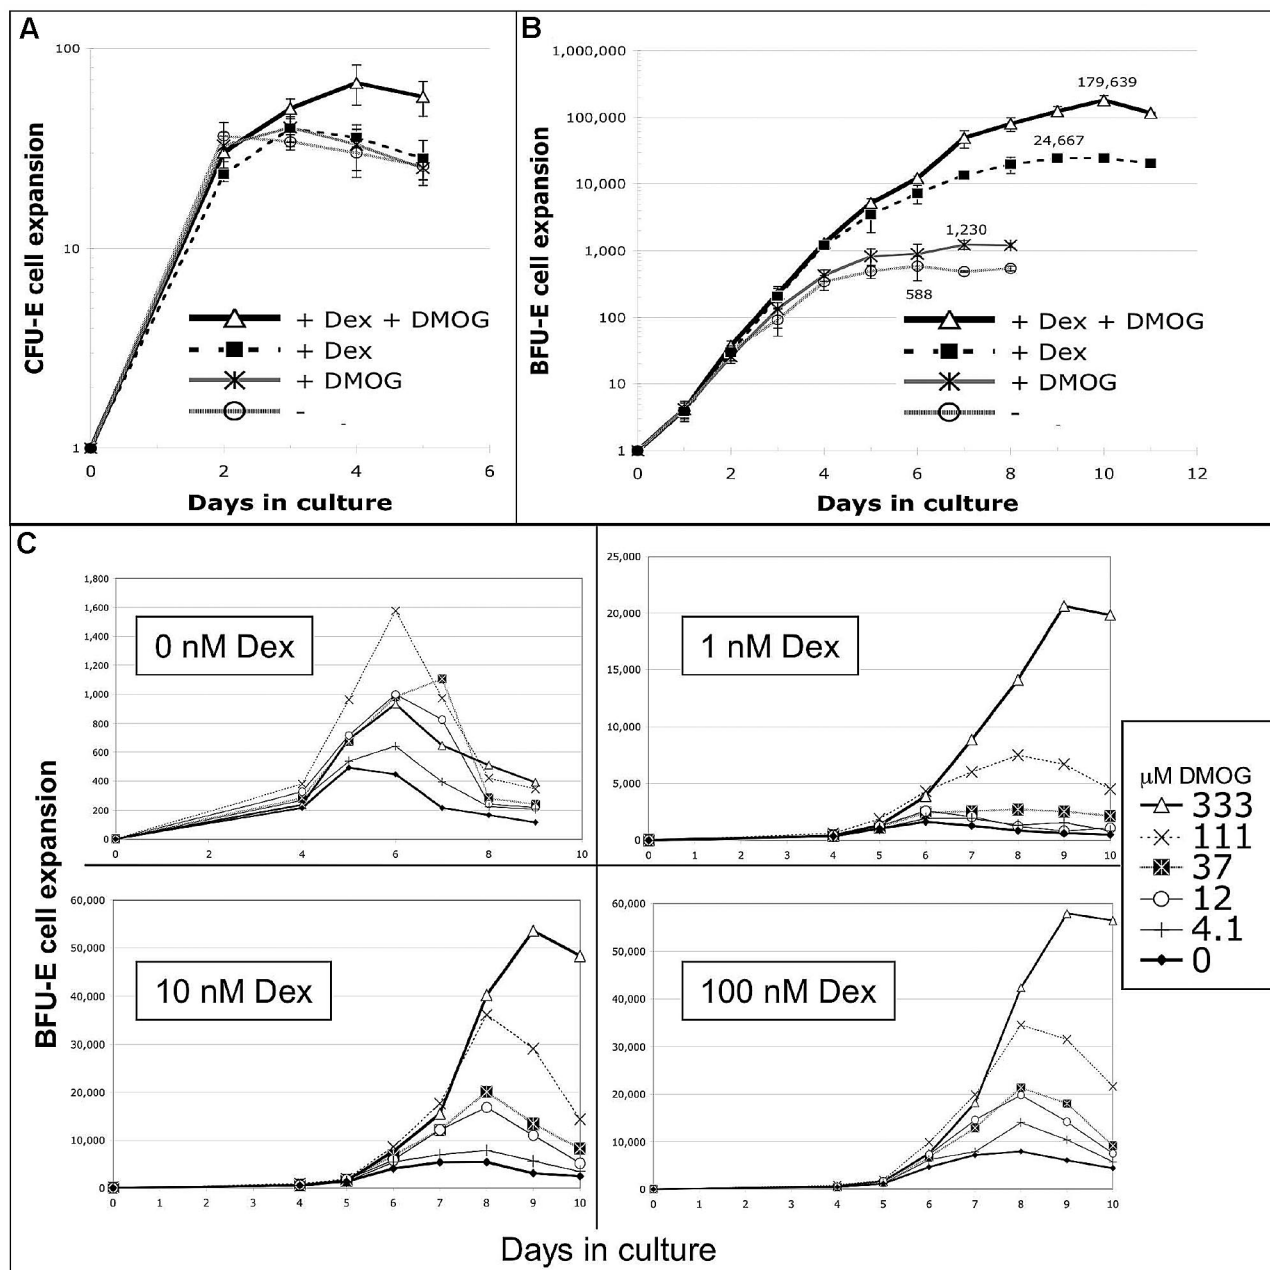 A
CFU-E cell expansion
100
10
1
0 2 4 6
Days in culture
+ Dex + DMOG
+ Dex
+ DMOG
-
B
BFU-E cell expansion
1,000,000
100,000
10,000
1,000
100
10
1
0 2 4 6 8 10 12
Days in culture
179,639
24,667
1,230
588
+ Dex + DMOG
+ Dex
+ DMOG
-
C
BFU-E cell expansion
0 nM Dex
1,800
1,600
1,400
1,200
1,000
800
600
400
200
0
0 2 4 6 8 10
1 nM Dex
25,000
20,000
15,000
10,000
5,000
0
0 1 2 3 4 5 6 7 8 9 10
10 nM Dex
60,000
50,000
40,000
30,000
20,000
10,000
0
0 1 2 3 4 5 6 7 8 9 10
100 nM Dex
60,000
50,000
40,000
30,000
20,000
10,000
0
0 1 2 3 4 5 6 7 8 9 10
µM DMOG
333
111
37
12
4.1
0
Days in culture